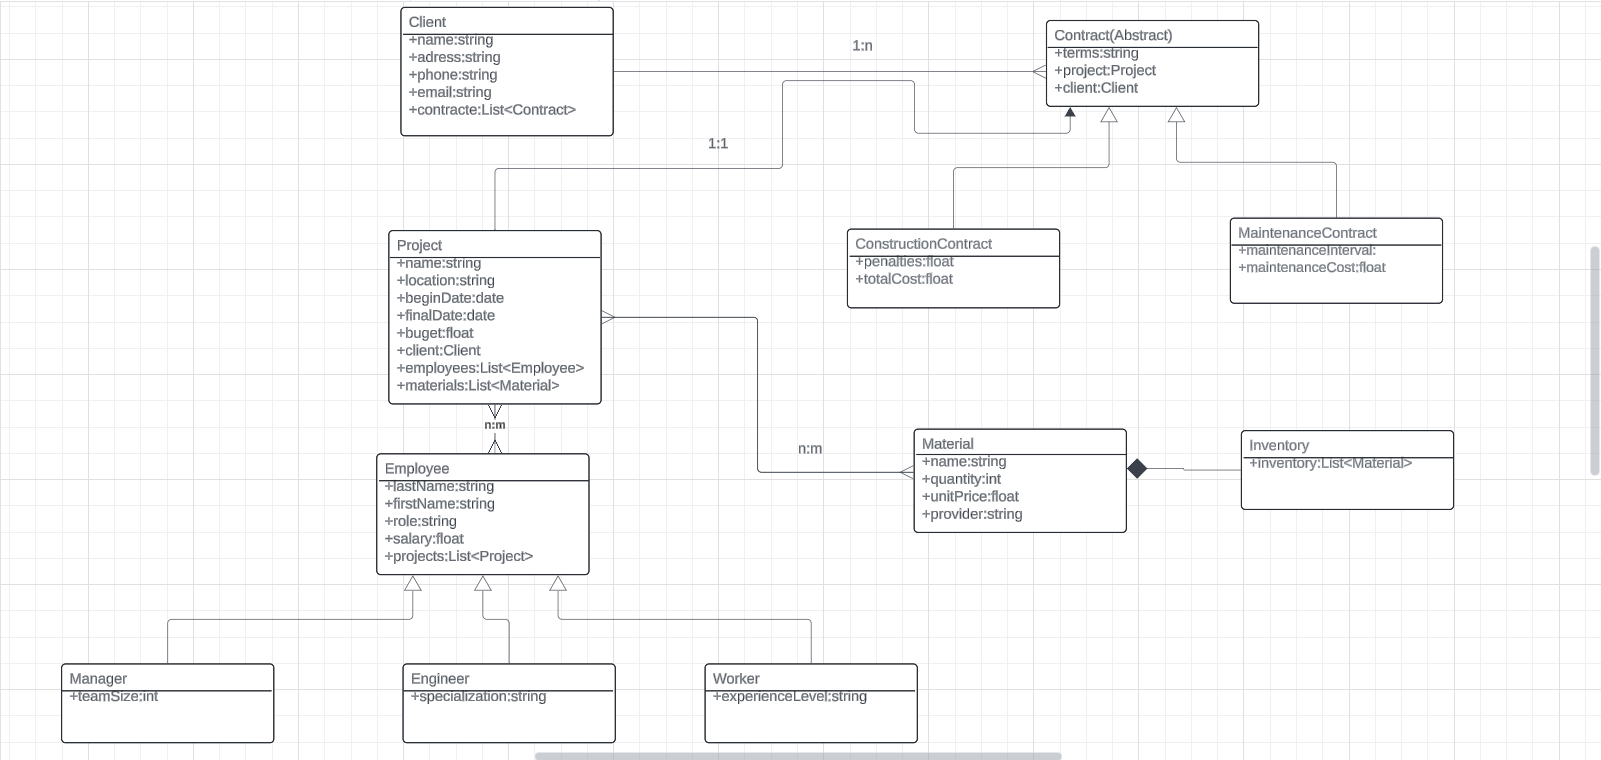 Client
+name:string
+adress:string
+phone:string
+email:string
+contracte:List<Contract>
1:n
Contract(Abstract)
+terms:string
+project:Project
+client:Client
1:1
Project
+name:string
+location:string
+beginDate:date
+finalDate:date
+buget:float
+client:Client
+employees:List<Employee>
+materials:List<Material>
ConstructionContract
+penalties:float
+totalCost:float
MaintenanceContract
+maintenanceInterval:
+maintenanceCost:float
n:m
n:m
Employee
+lastName:string
+firstName:string
+role:string
+salary:float
+projects:List<Project>
Material
+name:string
+quantity:int
+unitPrice:float
+provider:string
Inventory
+inventory:List<Material>
Manager
+teamSize:int
Engineer
+specialization:string
Worker
+experienceLevel:string